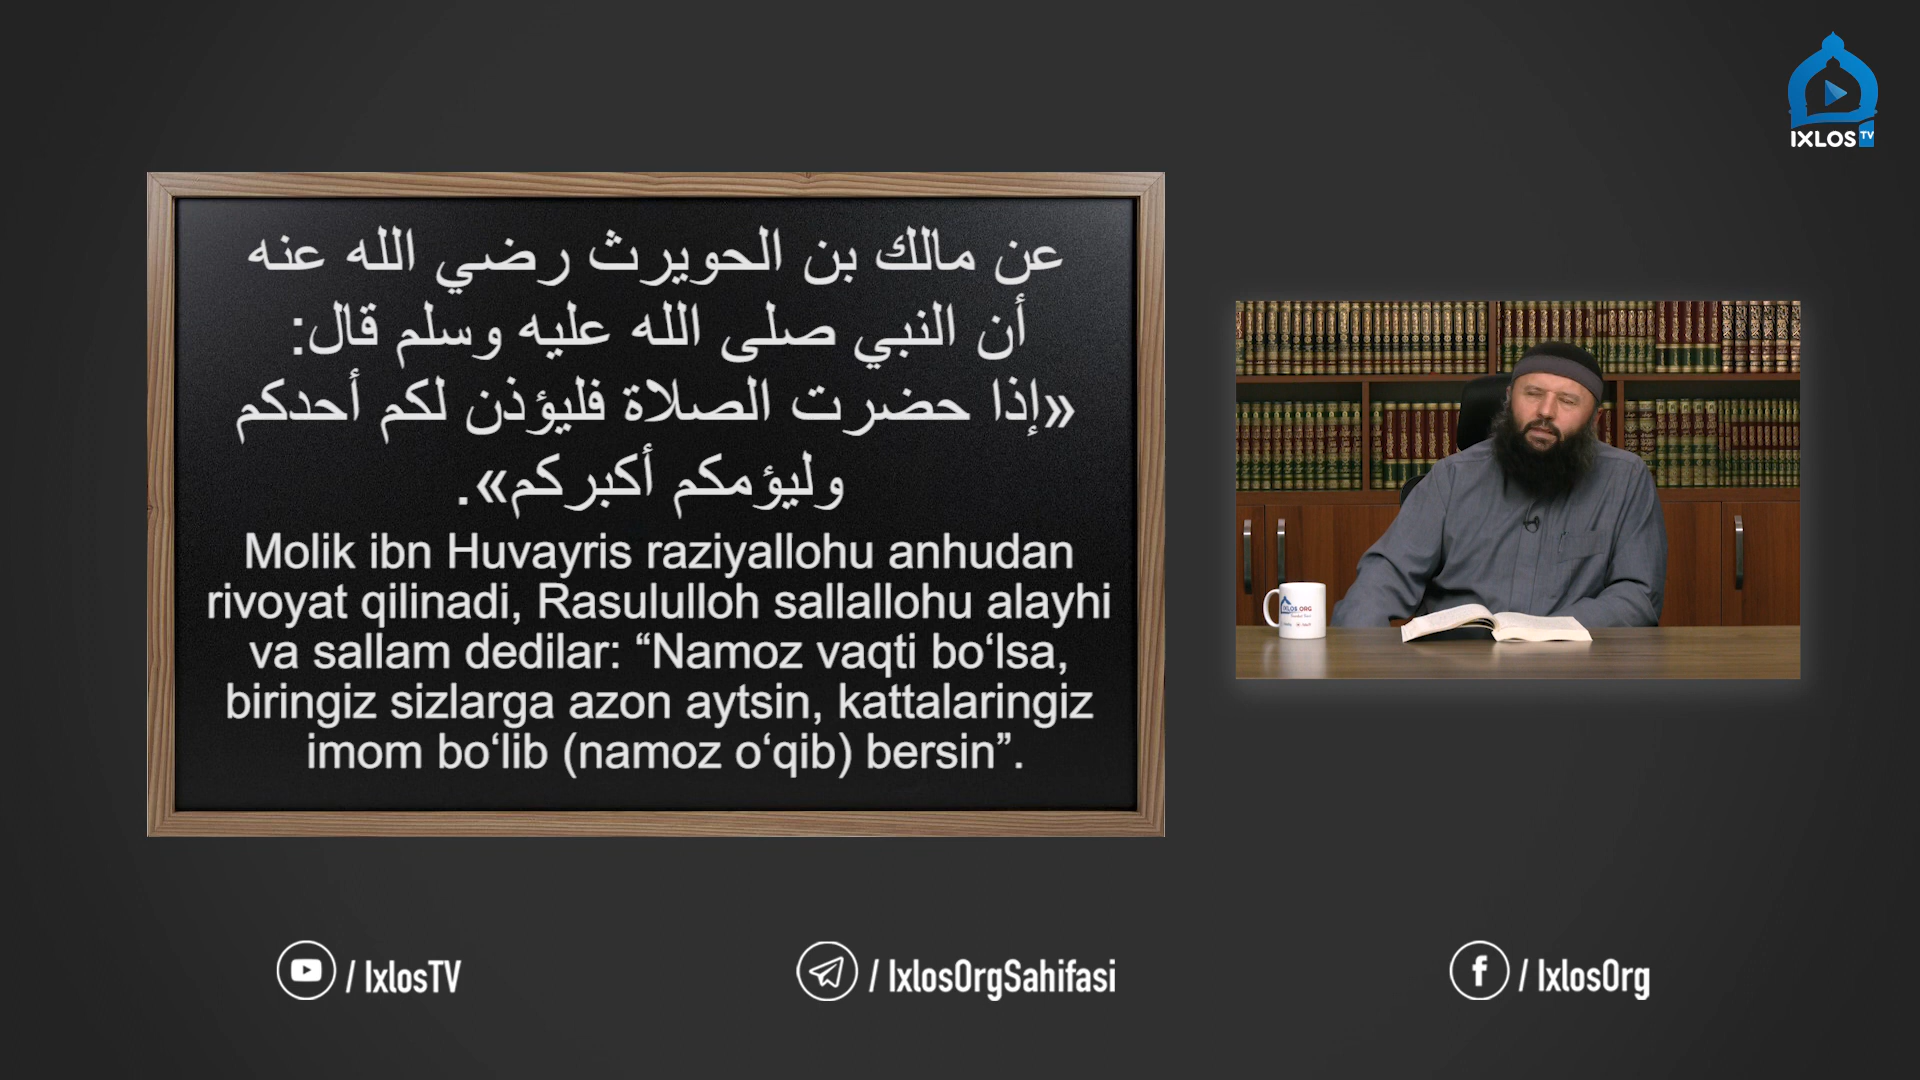 IXLOS TV
عن مالك بن الحويرث رضي الله عنه
أن النبي صلى الله عليه وسلم قال:
«إذا حضرت الصلاة فليؤذن لكم أحدكم
وليؤمكم أكبركم».
Molik ibn Huvayris raziyallohu anhudan
rivoyat qilinadi, Rasululloh sallallohu alayhi
va sallam dedilar: “Namoz vaqti bo‘lsa,
biringiz sizlarga azon aytsin, kattalaringiz
imom bo‘lib (namoz o‘qib) bersin”.
IXLOS.ORG
/ IxlosTV
/ IxlosOrgSahifasi
/ IxlosOrg